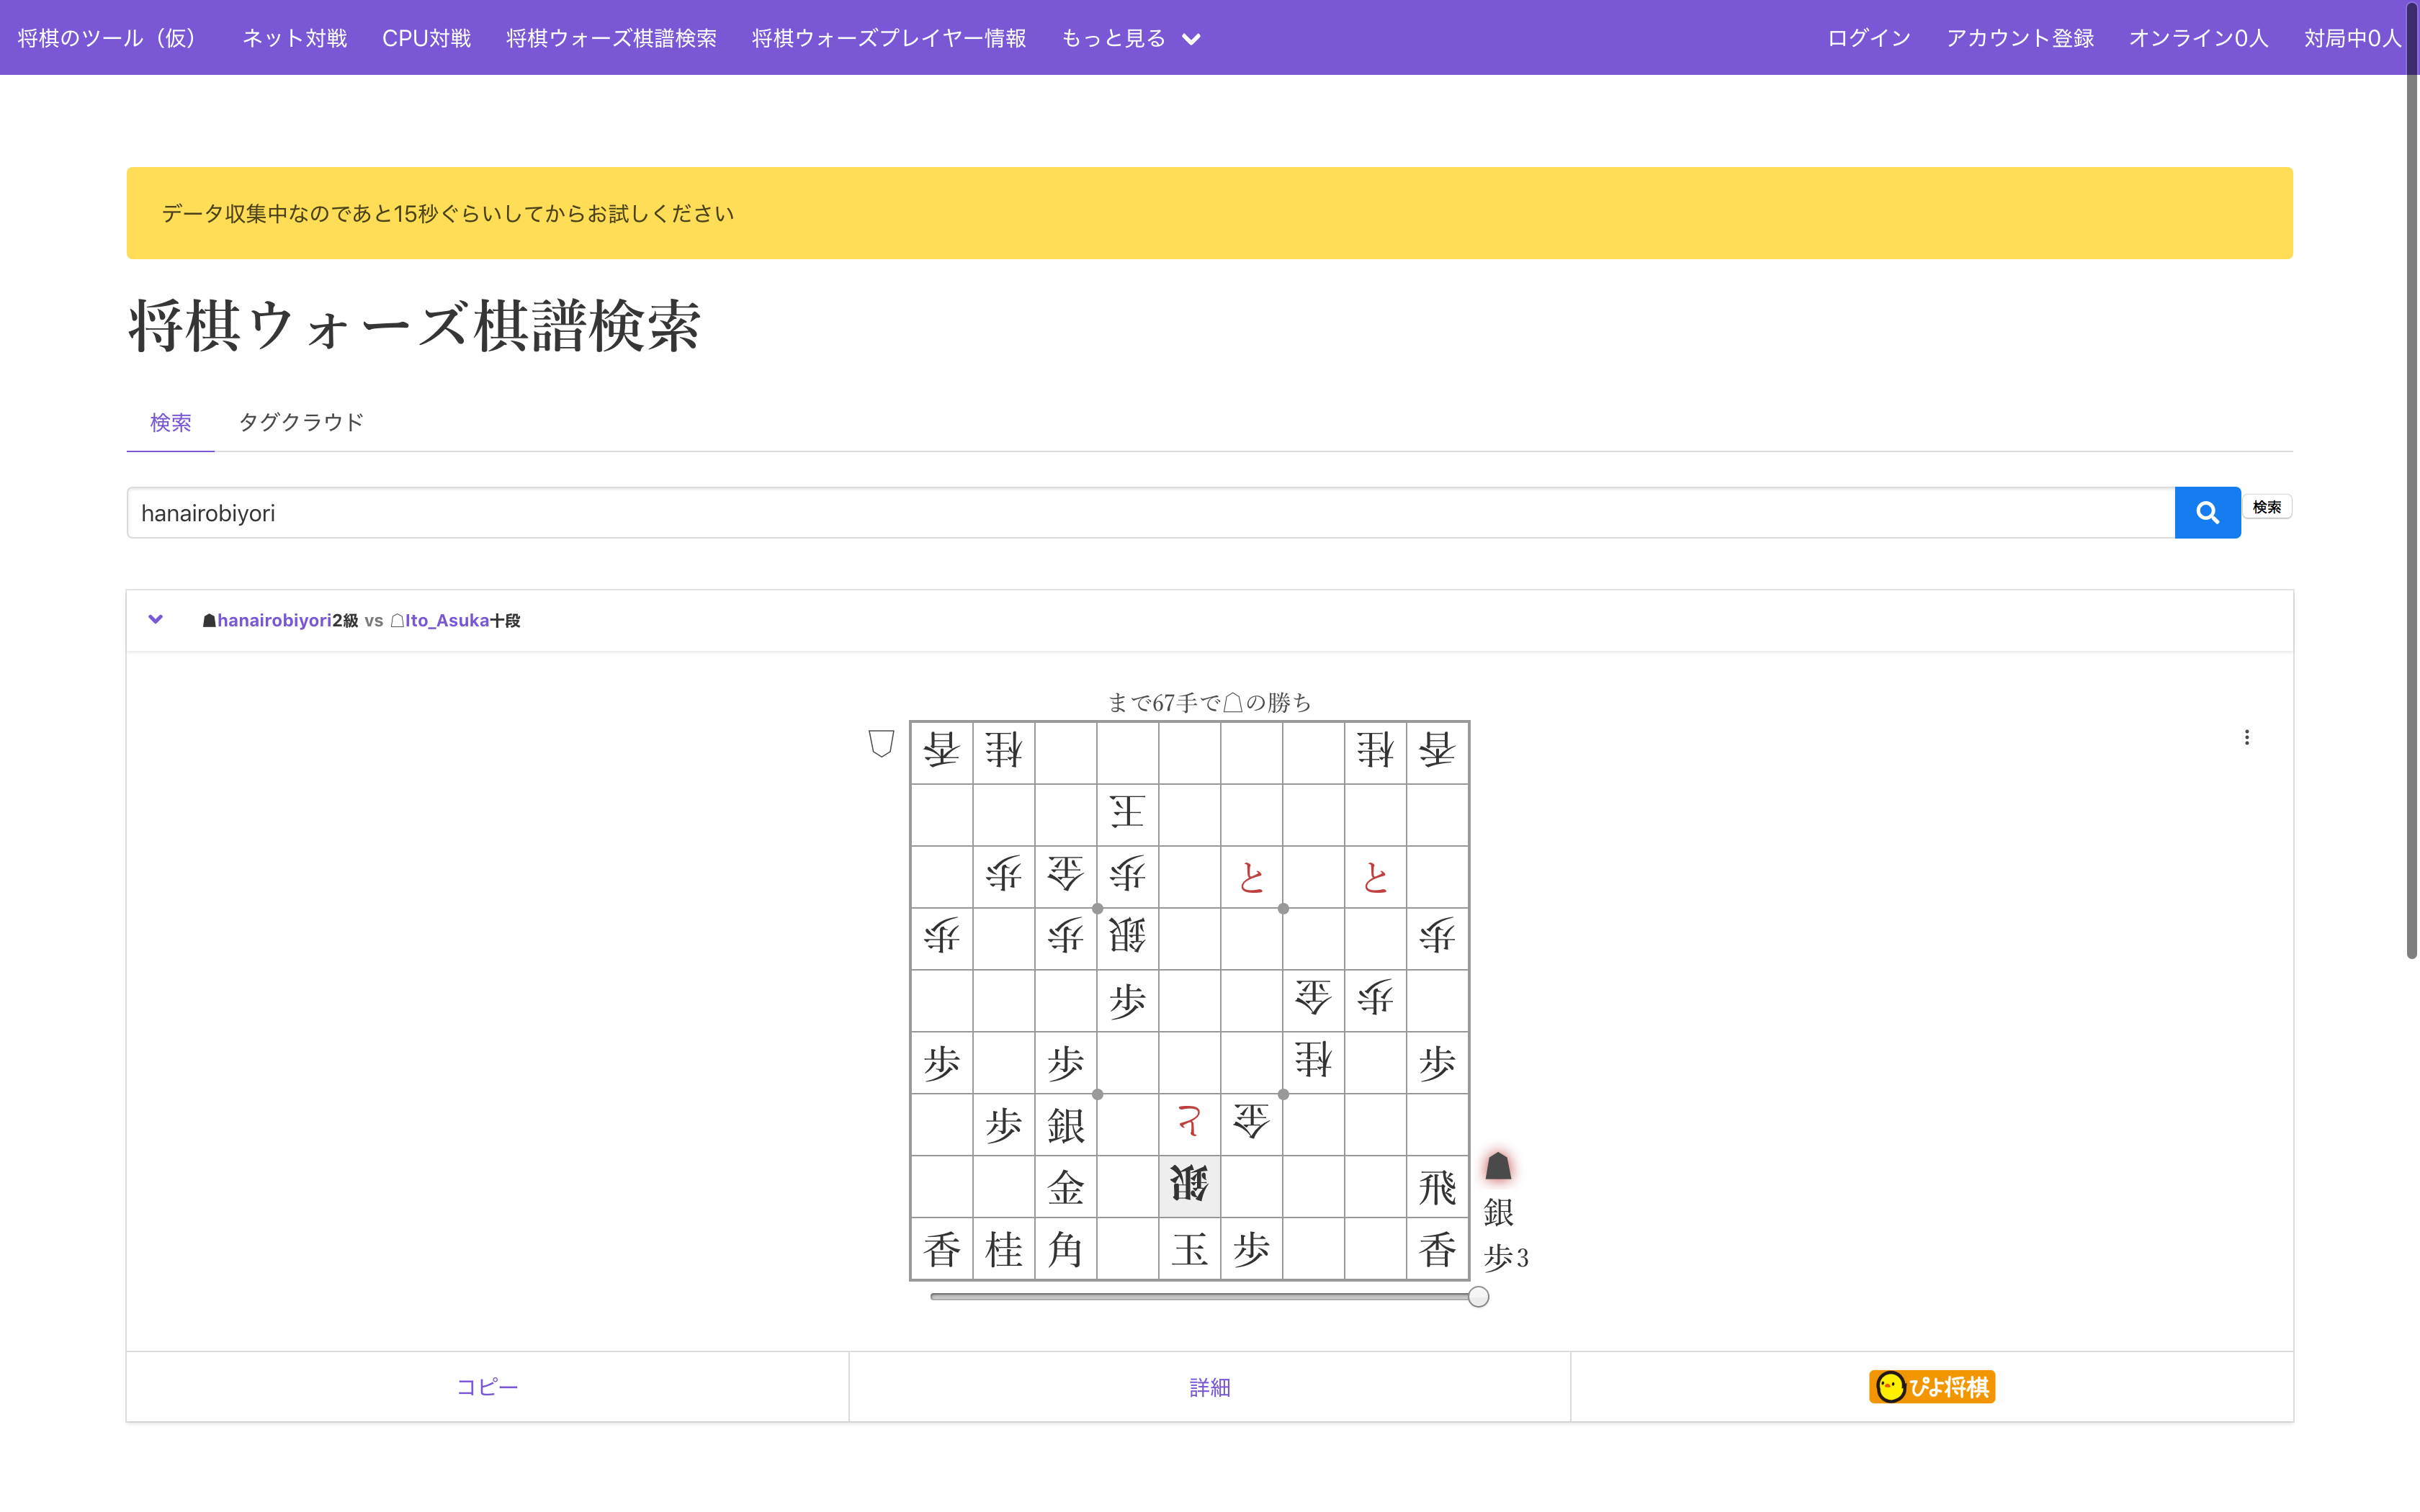 将棋のツール（仮） ネット対戦 CPU対戦 将棋ウォーズ棋譜検索 将棋ウォーズプレイヤー情報 もっと見る ログイン アカウント登録 オンライン0人 対局中0人
データ収集中なのであと15秒ぐらいしてからお試しください
将棋ウォーズ棋譜検索
検索 タグクラウド
hanairobiyori 検索
☗hanairobiyori2級 vs ☖Ito_Asuka十段
まで67手で☖の勝ち
香 桂 桂 香
王
歩 金 歩 と と
歩 歩 銀 歩
歩 金 歩
歩 歩 桂 歩
歩 銀 と 金
金 銀 飛
香 桂 角 玉 歩 香
銀
歩3
コピー 詳細 ぴよ将棋